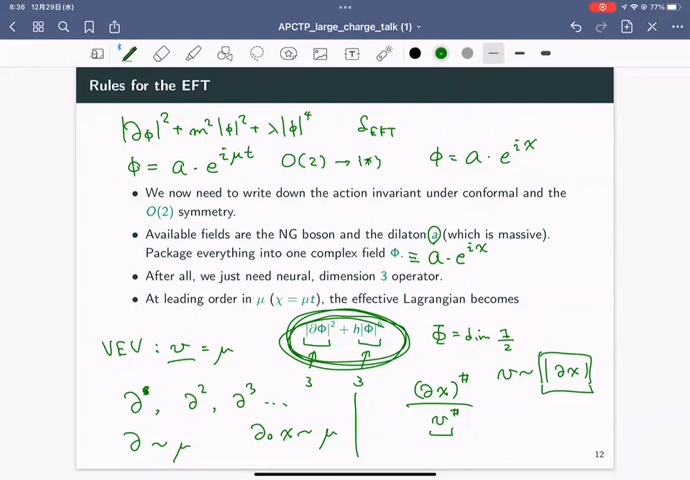 8:36 12月29日(水) 77%
APCTP_large_charge_talk (1)
Rules for the EFT
|∂φ|² + m²|φ|² + λ|φ|⁴ S_EFT
Φ = a · e^{iμt} O(2) → 1*) Φ = a · e^{iχ}
• We now need to write down the action invariant under conformal and the
O(2) symmetry.
• Available fields are the NG boson and the dilaton a (which is massive).
Package everything into one complex field Φ. ≡ a · e^{iχ}
• After all, we just need neural, dimension 3 operator.
• At leading order in μ (χ = μt), the effective Lagrangian becomes
|∂Φ|² + h|Φ|⁶
Φ = dim 1/2
VEV : v = μ
3 3
v ~ |∂χ|
∂, ∂², ∂³ ...
(∂χ)^# / v^#
∂ ~ μ ∂₀χ ~ μ
12